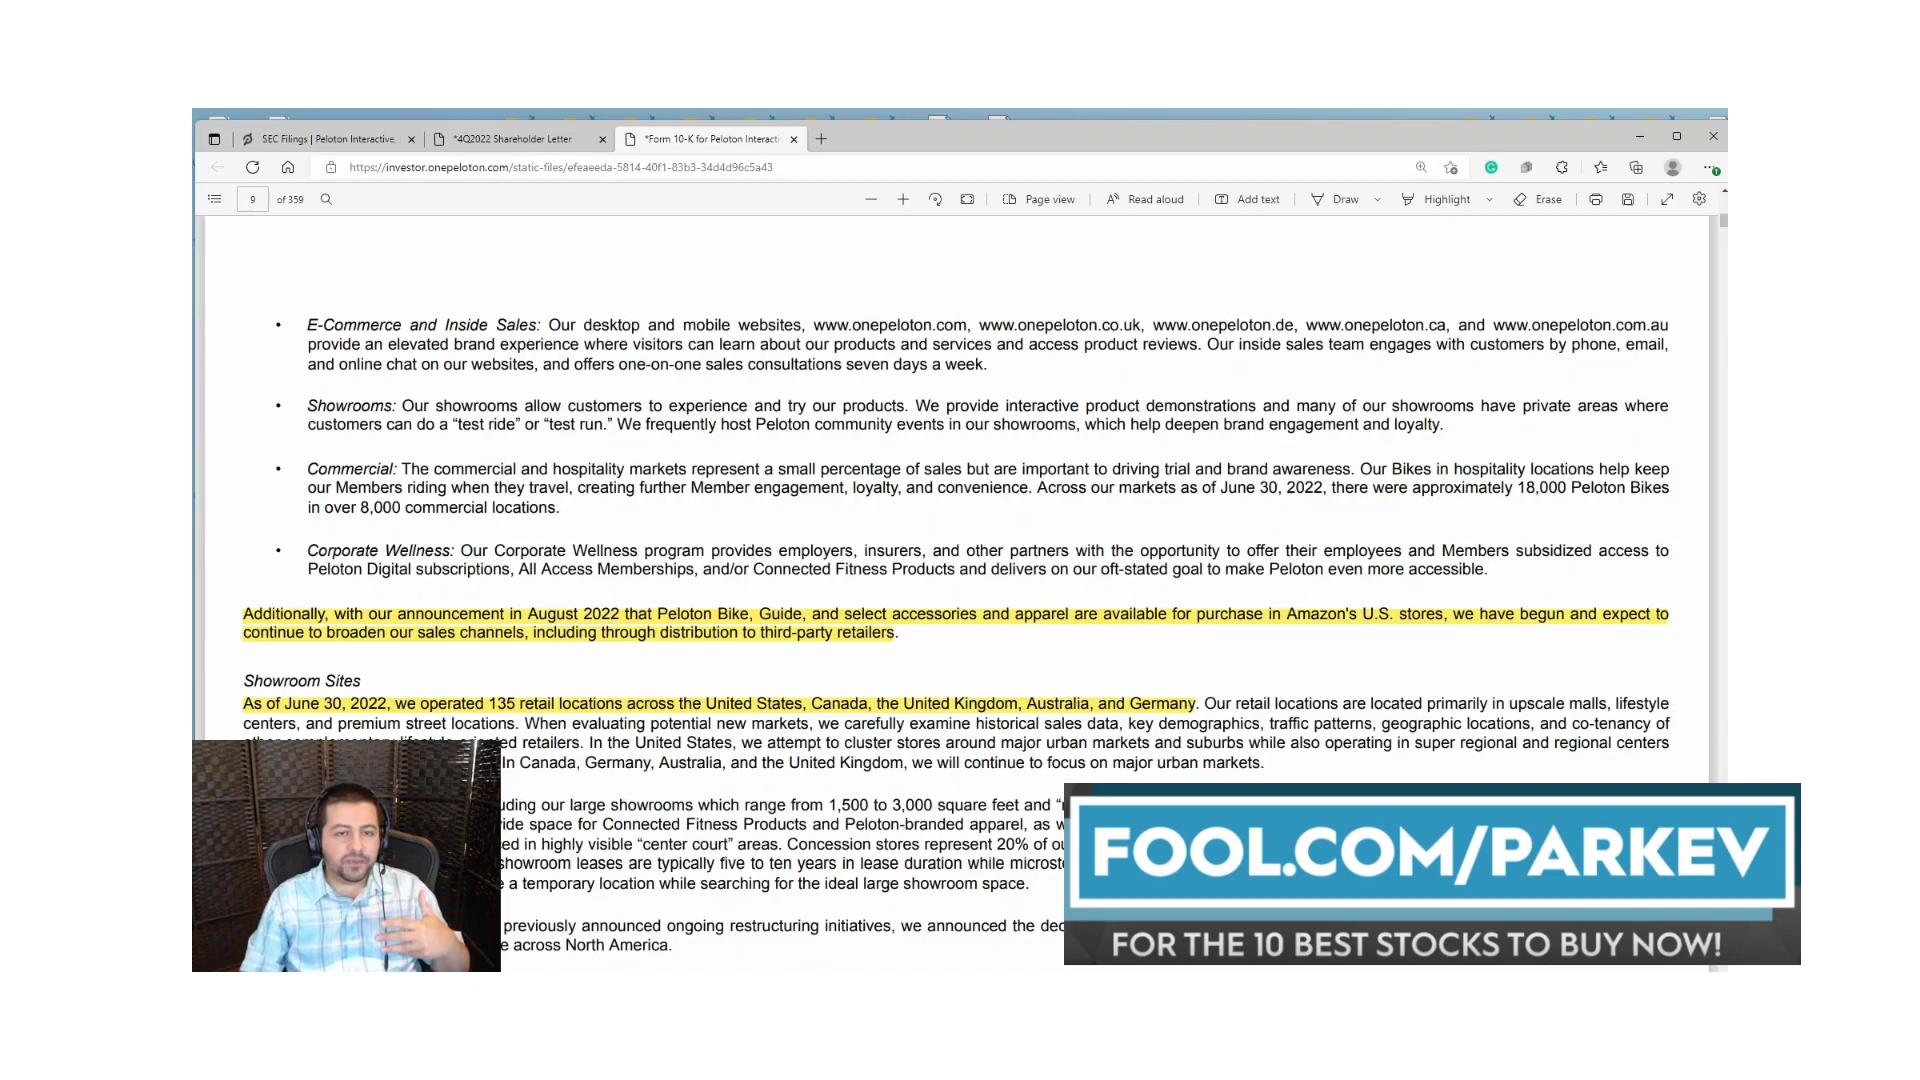 SEC Filings | Peloton Interactive,
*4Q2022 Shareholder Letter
*Form 10-K for Peloton Interacti
https://investor.onepeloton.com/static-files/efeaeeda-5814-40f1-83b3-34d4d96c5a43
9 of 359
Page view
Read aloud
Add text
Draw
Highlight
Erase
• E-Commerce and Inside Sales: Our desktop and mobile websites, www.onepeloton.com, www.onepeloton.co.uk, www.onepeloton.de, www.onepeloton.ca, and www.onepeloton.com.au
provide an elevated brand experience where visitors can learn about our products and services and access product reviews. Our inside sales team engages with customers by phone, email,
and online chat on our websites, and offers one-on-one sales consultations seven days a week.
• Showrooms: Our showrooms allow customers to experience and try our products. We provide interactive product demonstrations and many of our showrooms have private areas where
customers can do a “test ride” or “test run.” We frequently host Peloton community events in our showrooms, which help deepen brand engagement and loyalty.
• Commercial: The commercial and hospitality markets represent a small percentage of sales but are important to driving trial and brand awareness. Our Bikes in hospitality locations help keep
our Members riding when they travel, creating further Member engagement, loyalty, and convenience. Across our markets as of June 30, 2022, there were approximately 18,000 Peloton Bikes
in over 8,000 commercial locations.
• Corporate Wellness: Our Corporate Wellness program provides employers, insurers, and other partners with the opportunity to offer their employees and Members subsidized access to
Peloton Digital subscriptions, All Access Memberships, and/or Connected Fitness Products and delivers on our oft-stated goal to make Peloton even more accessible.
Additionally, with our announcement in August 2022 that Peloton Bike, Guide, and select accessories and apparel are available for purchase in Amazon's U.S. stores, we have begun and expect to
continue to broaden our sales channels, including through distribution to third-party retailers.
Showroom Sites
As of June 30, 2022, we operated 135 retail locations across the United States, Canada, the United Kingdom, Australia, and Germany. Our retail locations are located primarily in upscale malls, lifestyle
centers, and premium street locations. When evaluating potential new markets, we carefully examine historical sales data, key demographics, traffic patterns, geographic locations, and co-tenancy of
ed retailers. In the United States, we attempt to cluster stores around major urban markets and suburbs while also operating in super regional and regional centers
In Canada, Germany, Australia, and the United Kingdom, we will continue to focus on major urban markets.
uding our large showrooms which range from 1,500 to 3,000 square feet and
ide space for Connected Fitness Products and Peloton-branded apparel, as
ed in highly visible “center court” areas. Concession stores represent 20% of
showroom leases are typically five to ten years in lease duration while
a temporary location while searching for the ideal large showroom space.
previously announced ongoing restructuring initiatives, we announced the
e across North America.
FOOL.COM/PARKEV
FOR THE 10 BEST STOCKS TO BUY NOW!